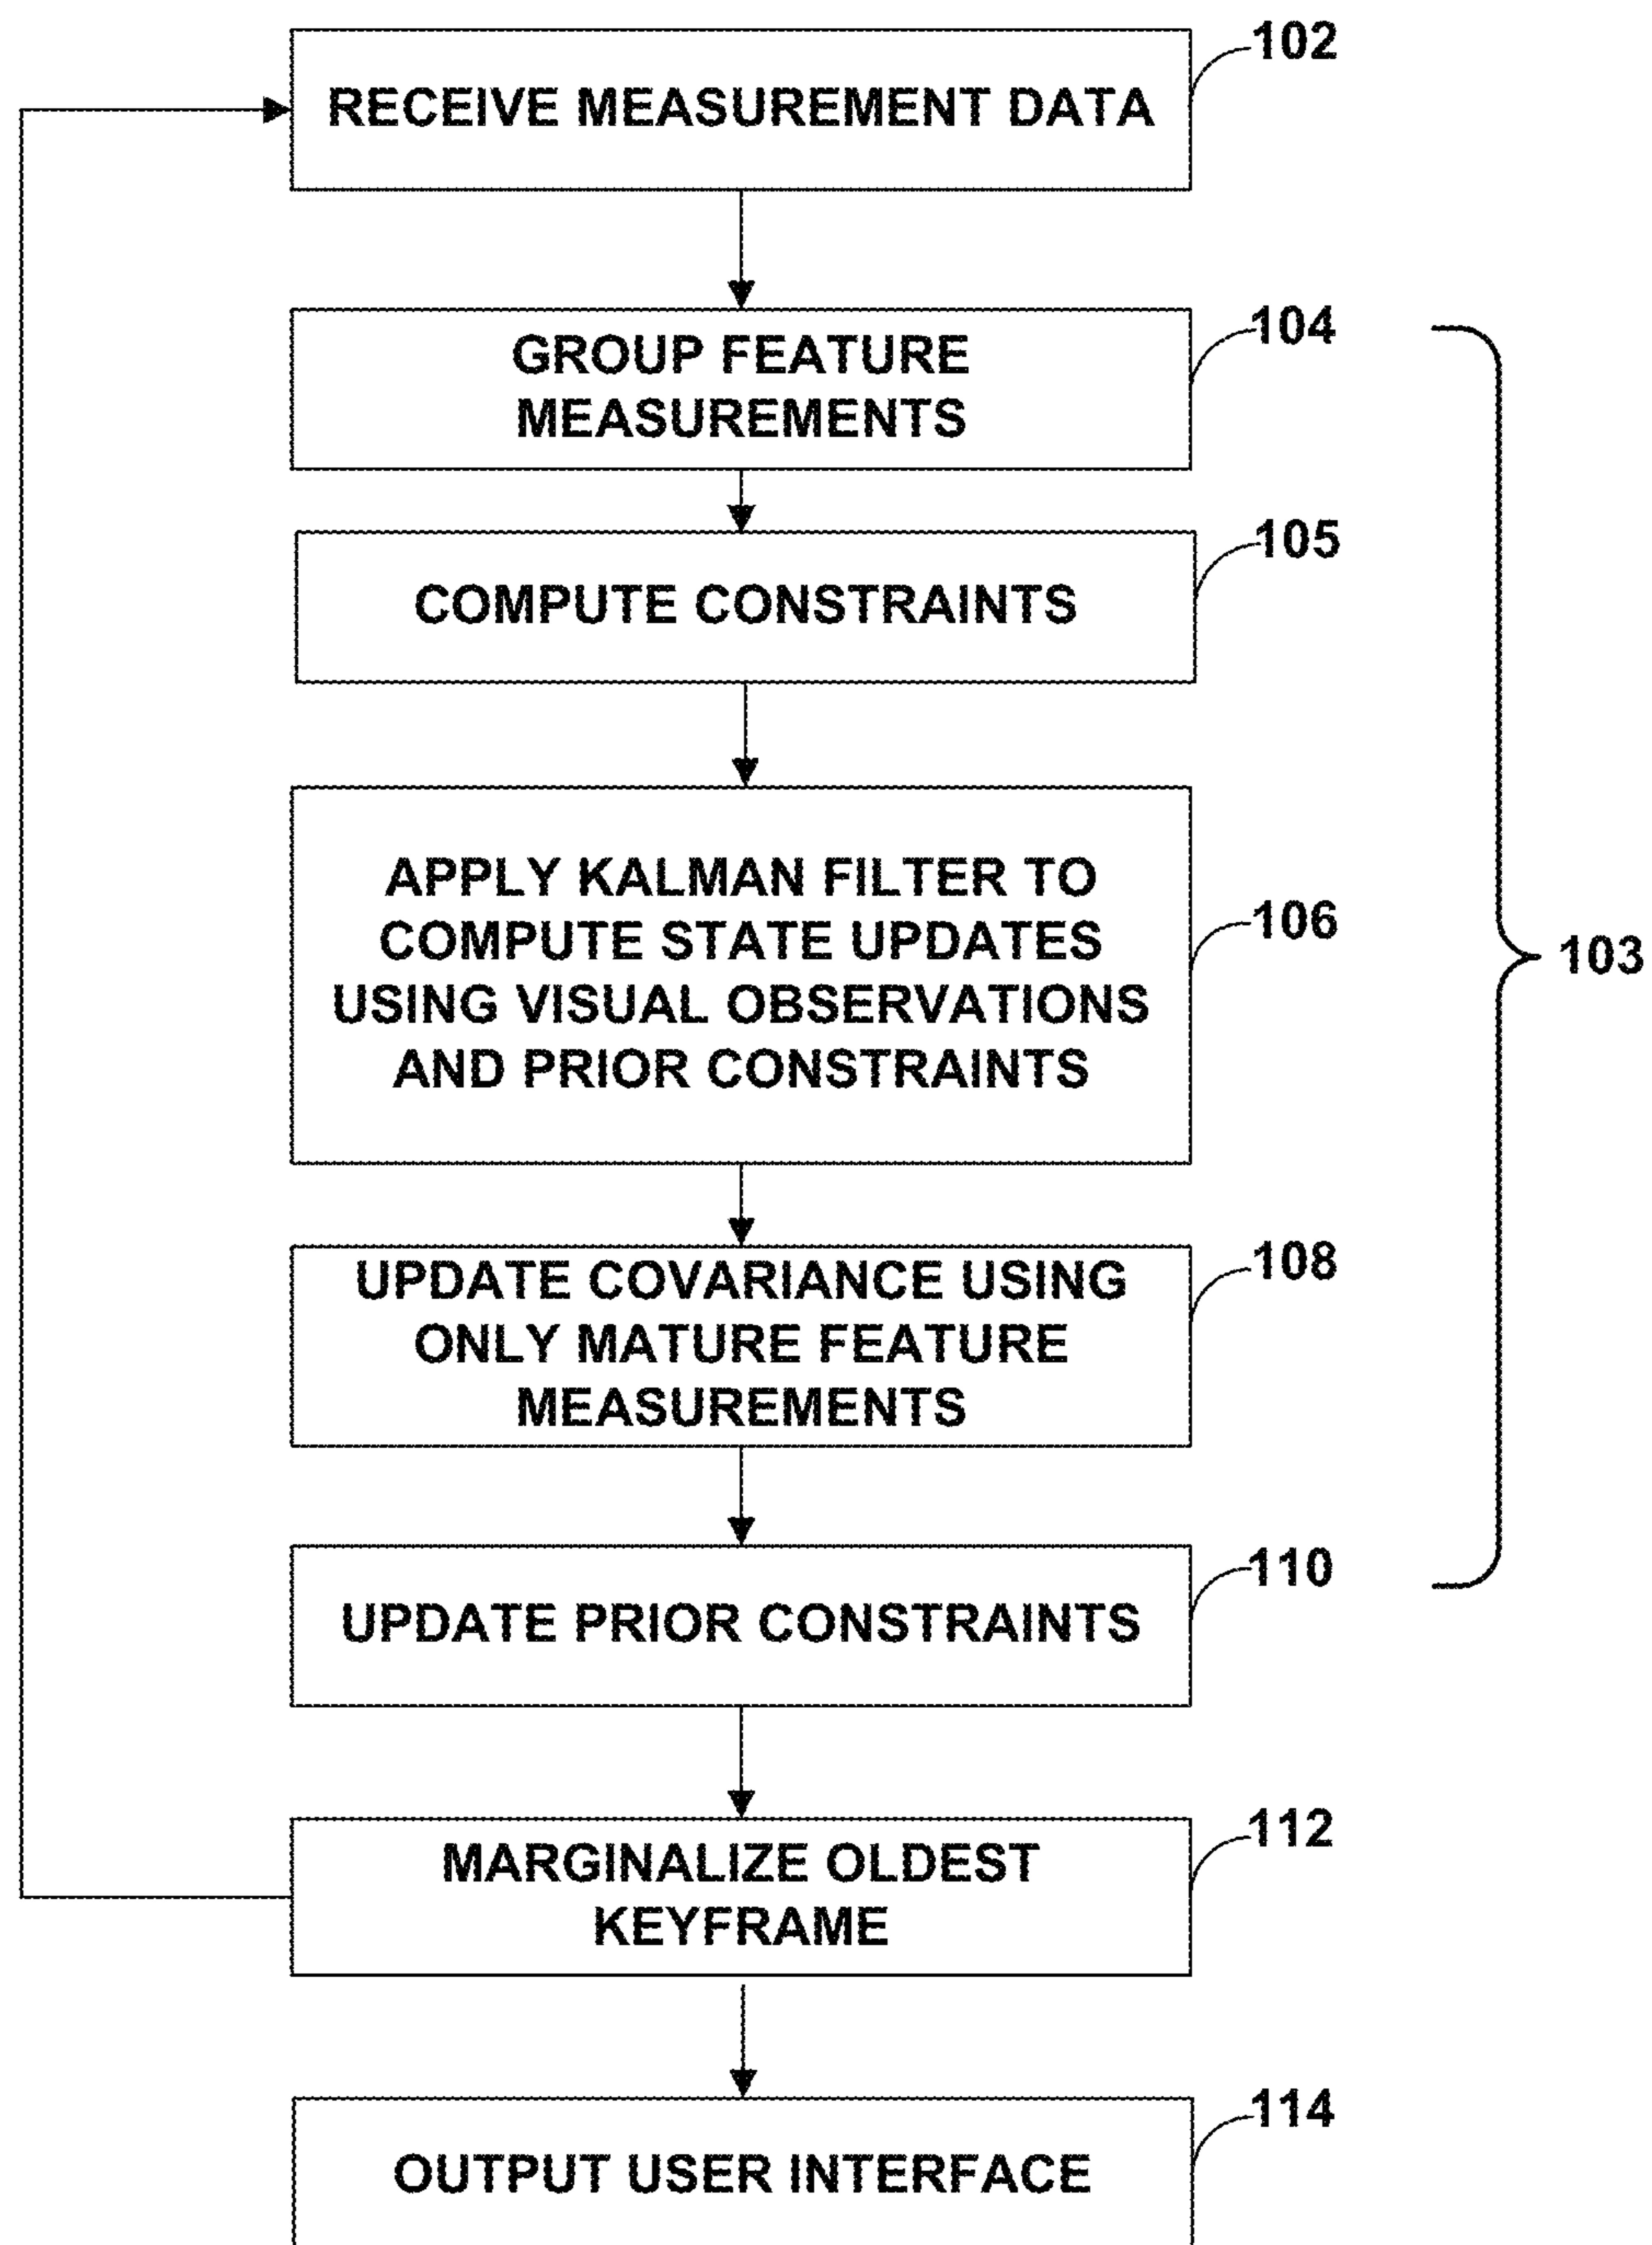 102
RECEIVE MEASUREMENT DATA
104
GROUP FEATURE
MEASUREMENTS
105
COMPUTE CONSTRAINTS
APPLY KALMAN FILTER TO
COMPUTE STATE UPDATES
USING VISUAL OBSERVATIONS
AND PRIOR CONSTRAINTS
106
103
108
UPDATE COVARIANCE USING
ONLY MATURE FEATURE
MEASUREMENTS
110
UPDATE PRIOR CONSTRAINTS
112
MARGINALIZE OLDEST
KEYFRAME
114
OUTPUT USER INTERFACE